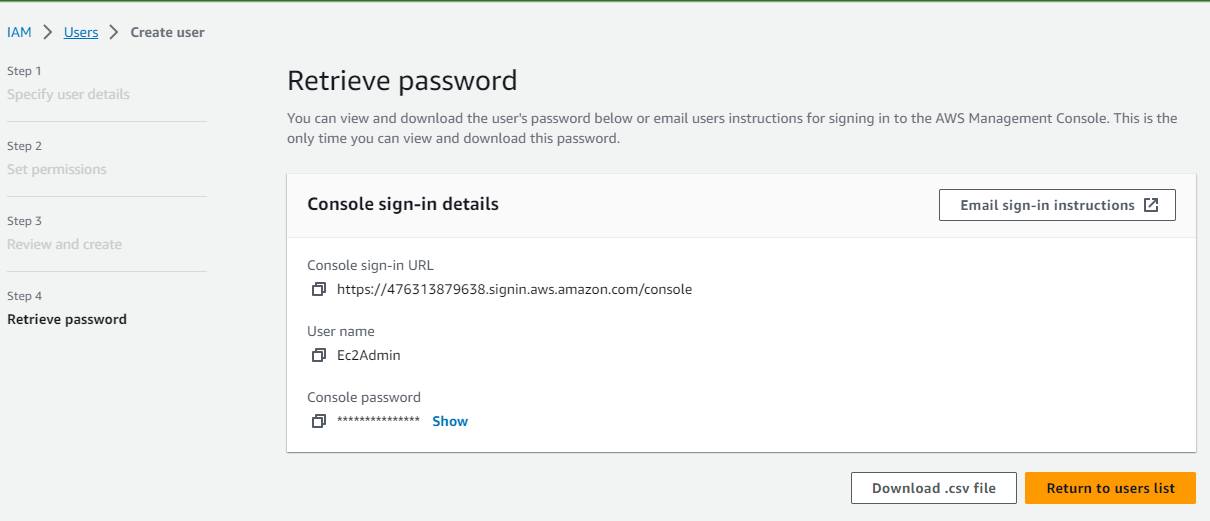 IAM > Users > Create user
Step 1
Specify user details
Step 2
Set permissions
Step 3
Review and create
Step 4
Retrieve password
Retrieve password
You can view and download the user's password below or email users instructions for signing in to the AWS Management Console. This is the
only time you can view and download this password.
Console sign-in details
Email sign-in instructions
Console sign-in URL
https://476313879638.signin.aws.amazon.com/console
User name
Ec2Admin
Console password
*************** Show
Download .csv file
Return to users list